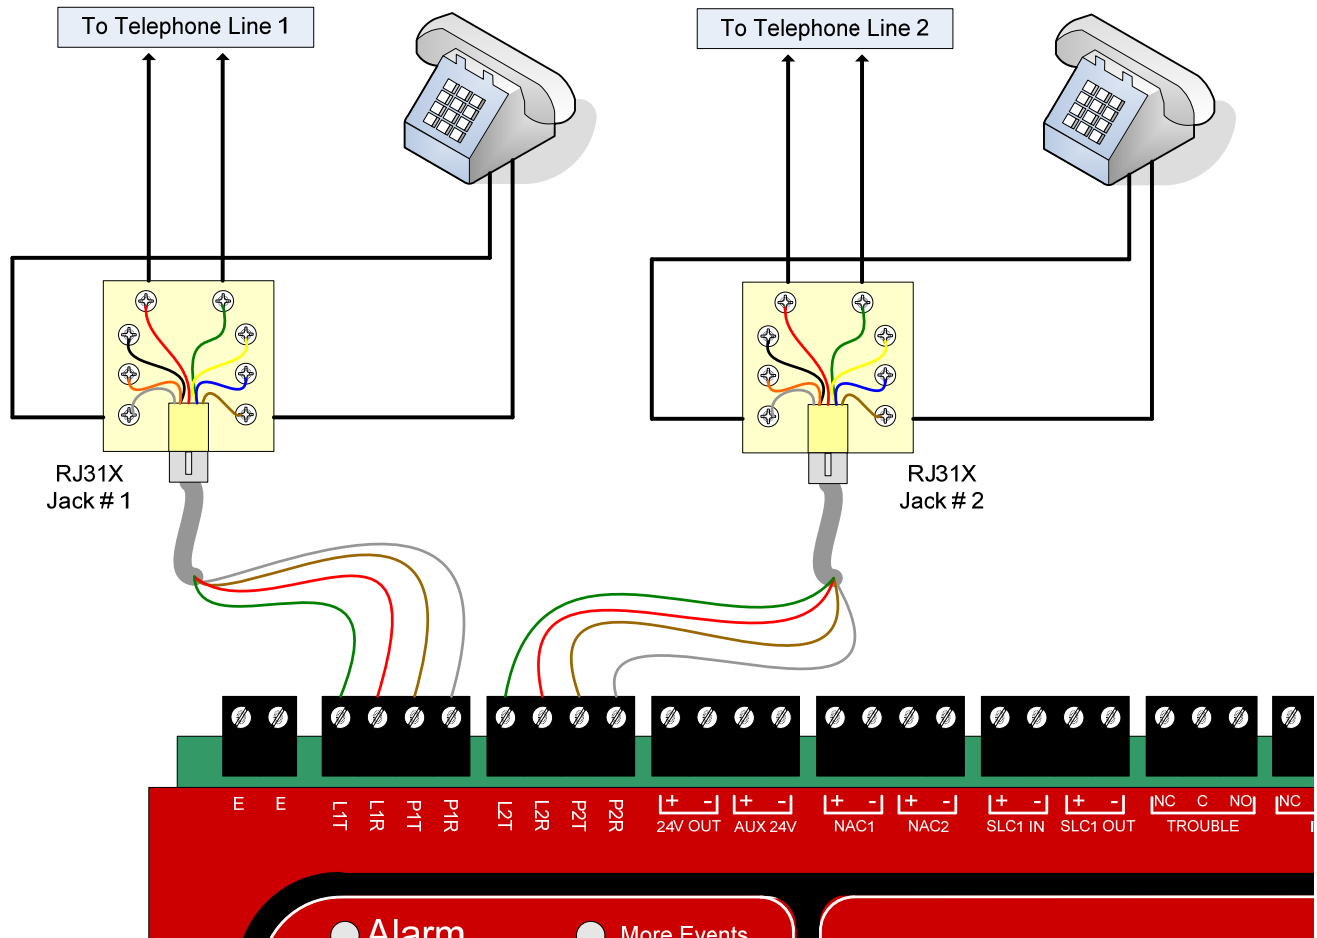 To Telephone Line 1
To Telephone Line 2
RJ31X
Jack # 1
RJ31X
Jack # 2
E E L1T L1R P1T P1R L2T L2R P2T P2R + - + - + - + - + - + - NC C NO NC
24V OUT AUX 24V NAC1 NAC2 SLC1 IN SLC1 OUT TROUBLE
Alarm
More Events